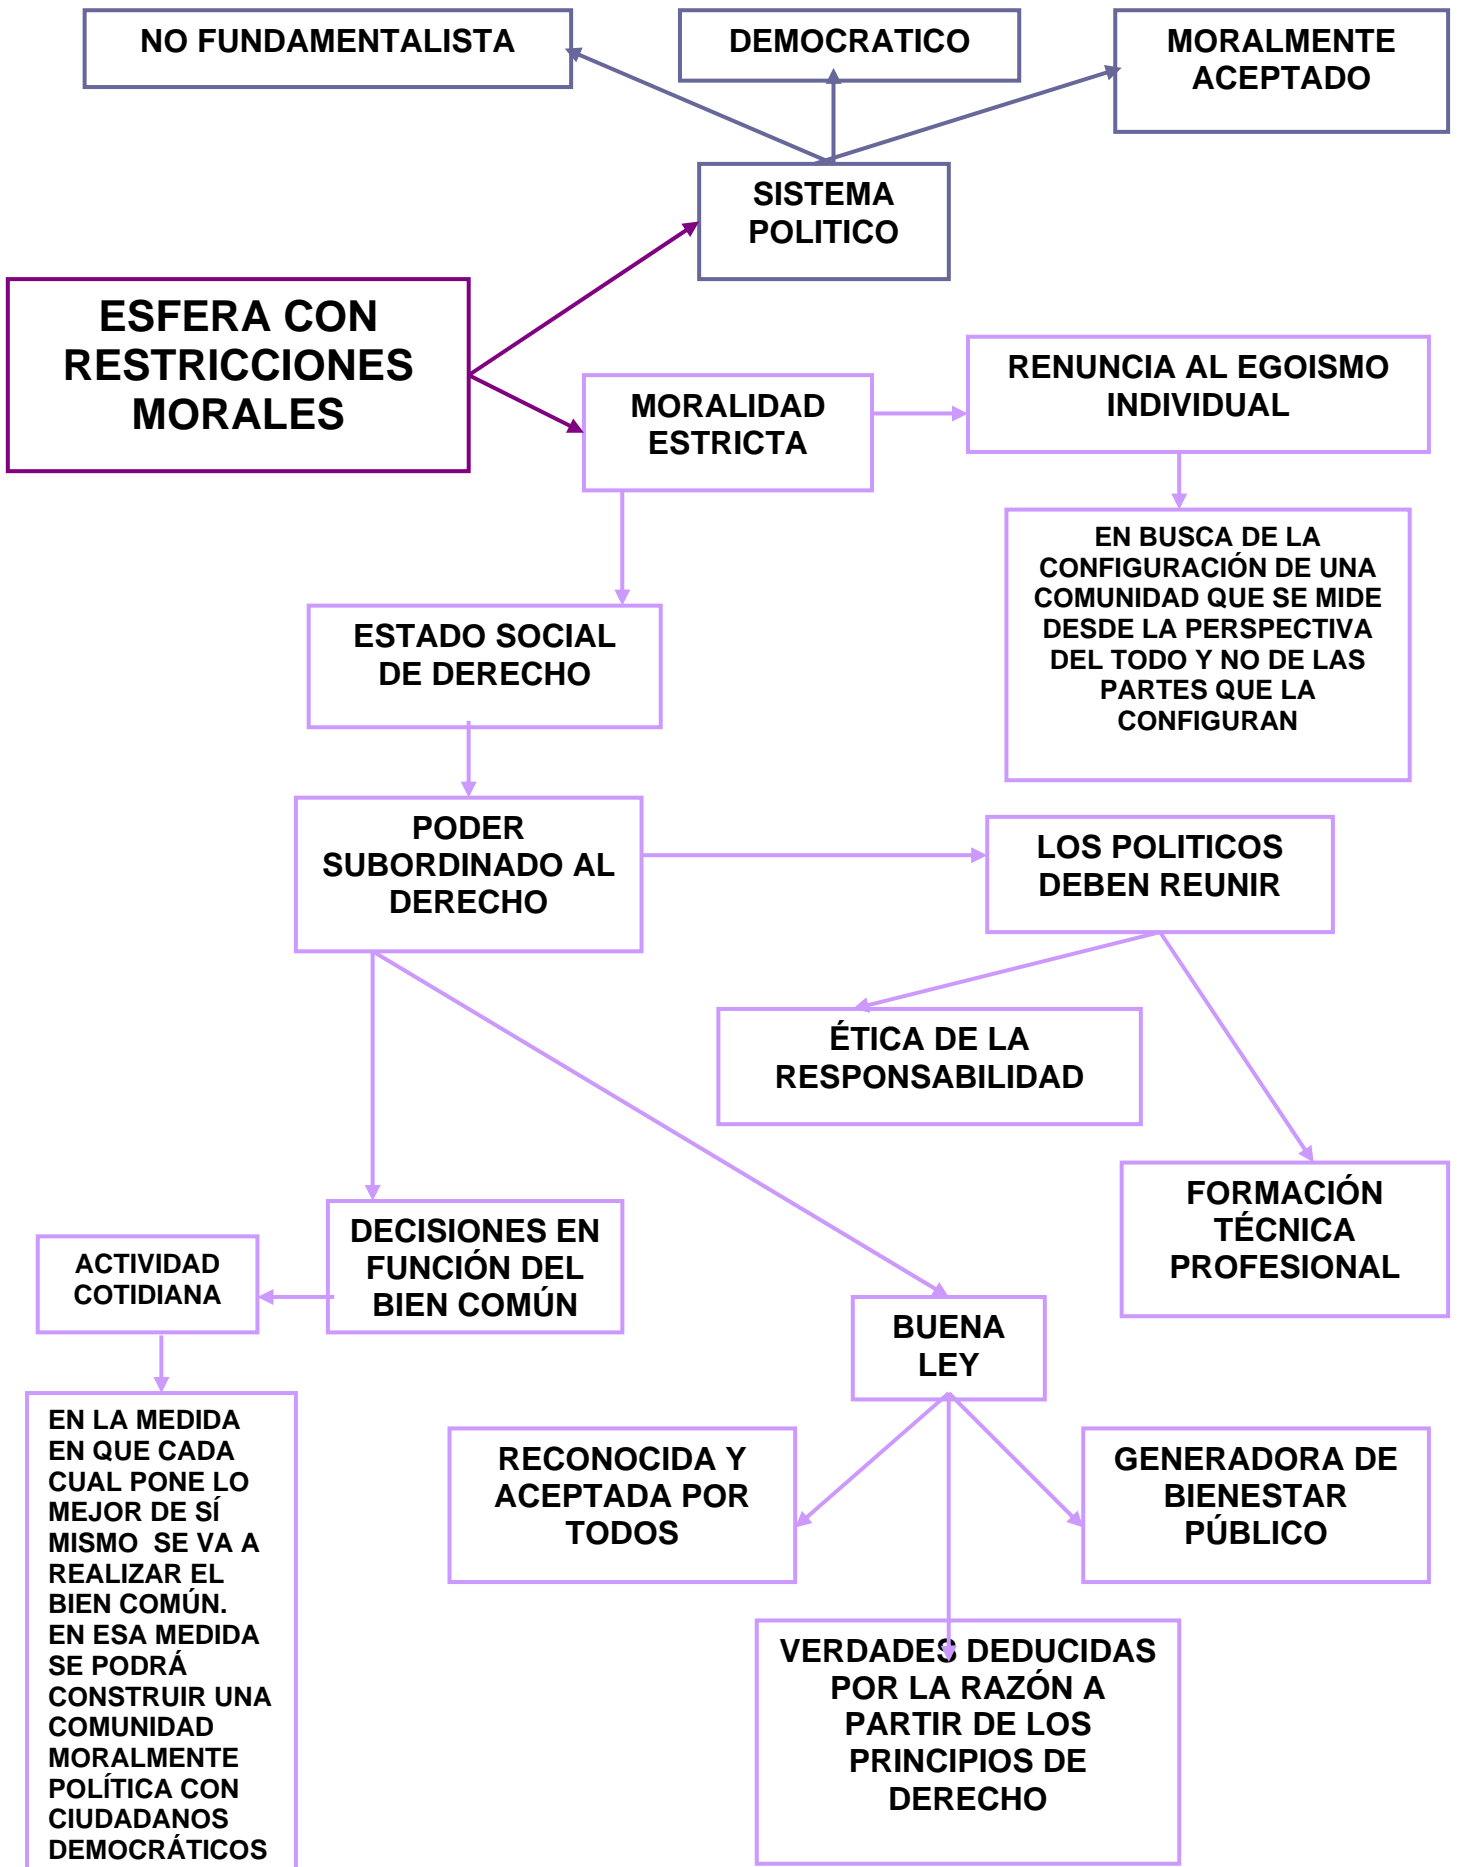 NO FUNDAMENTALISTA
DEMOCRATICO
MORALMENTE
ACEPTADO
SISTEMA
POLITICO
ESFERA CON
RESTRICCIONES
MORALES
MORALIDAD
ESTRICTA
RENUNCIA AL EGOISMO
INDIVIDUAL
EN BUSCA DE LA
CONFIGURACIÓN DE UNA
COMUNIDAD QUE SE MIDE
DESDE LA PERSPECTIVA
DEL TODO Y NO DE LAS
PARTES QUE LA
CONFIGURAN
ESTADO SOCIAL
DE DERECHO
PODER
SUBORDINADO AL
DERECHO
LOS POLITICOS
DEBEN REUNIR
ÉTICA DE LA
RESPONSABILIDAD
FORMACIÓN
TÉCNICA
PROFESIONAL
DECISIONES EN
FUNCIÓN DEL
BIEN COMÚN
ACTIVIDAD
COTIDIANA
BUENA
LEY
EN LA MEDIDA
EN QUE CADA
CUAL PONE LO
MEJOR DE SÍ
MISMO  SE VA A
REALIZAR EL
BIEN COMÚN.
EN ESA MEDIDA
SE PODRÁ
CONSTRUIR UNA
COMUNIDAD
MORALMENTE
POLÍTICA CON
CIUDADANOS
DEMOCRÁTICOS
RECONOCIDA Y
ACEPTADA POR
TODOS
GENERADORA DE
BIENESTAR
PÚBLICO
VERDADES DEDUCIDAS
POR LA RAZÓN A
PARTIR DE LOS
PRINCIPIOS DE
DERECHO